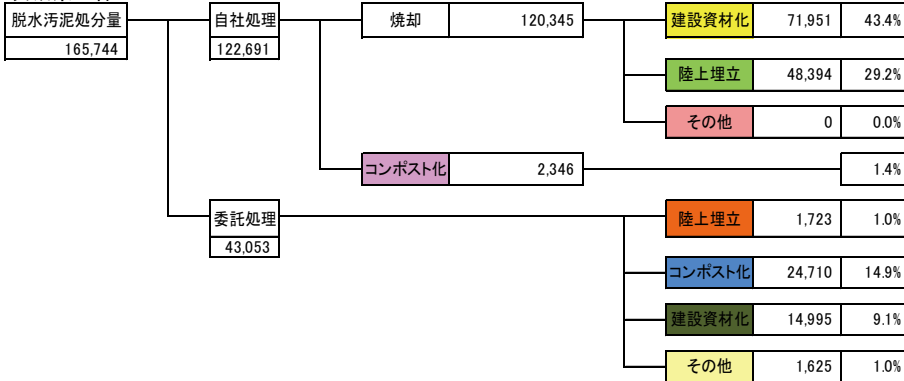 脱水汚泥処分量 自社処理 焼却 120,345 建設資材化 71,951 43.4%
165,744 122,691
陸上埋立 48,394 29.2%
その他 0 0.0%
コンポスト化 2,346 1.4%
委託処理 陸上埋立 1,723 1.0%
43,053
コンポスト化 24,710 14.9%
建設資材化 14,995 9.1%
その他 1,625 1.0%